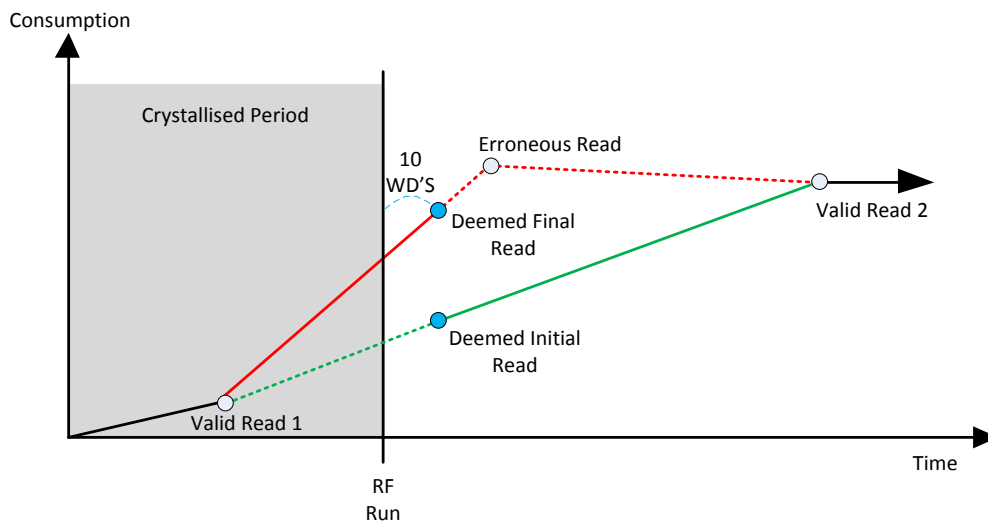 Consumption
Crystallised Period
10
WD'S
Erroneous Read
Deemed Final
Read
Valid Read 2
Deemed Initial
Read
Valid Read 1
Time
RF
Run